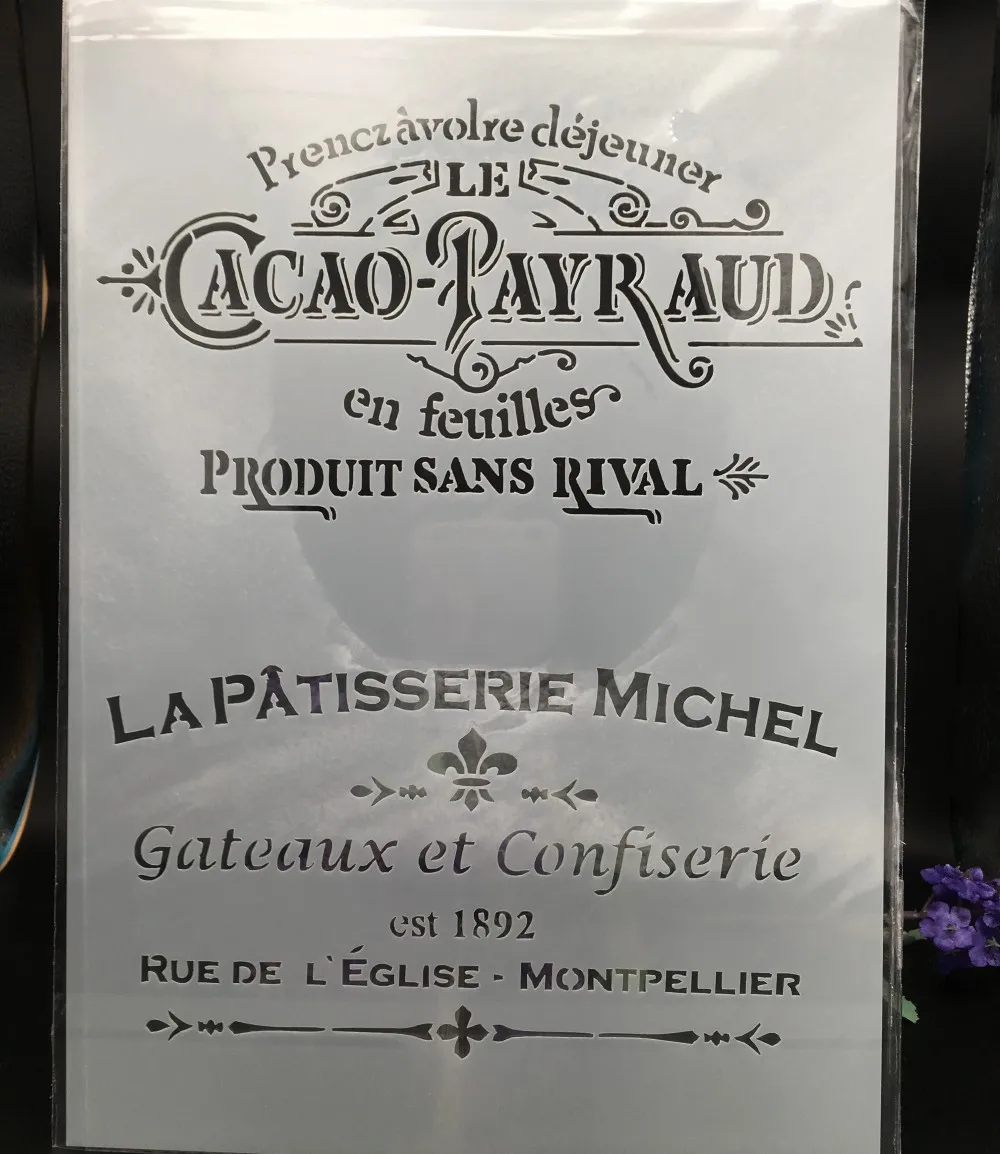 Prencz àvolre déjeuner
LE
CACAO-PAYRAUD
en feuilles
PRODUIT SANS RIVAL
LA PÂTISSERIE MICHEL
Gateaux et Confiserie
est 1892
RUE DE L`ÉGLISE - MONTPELLIER